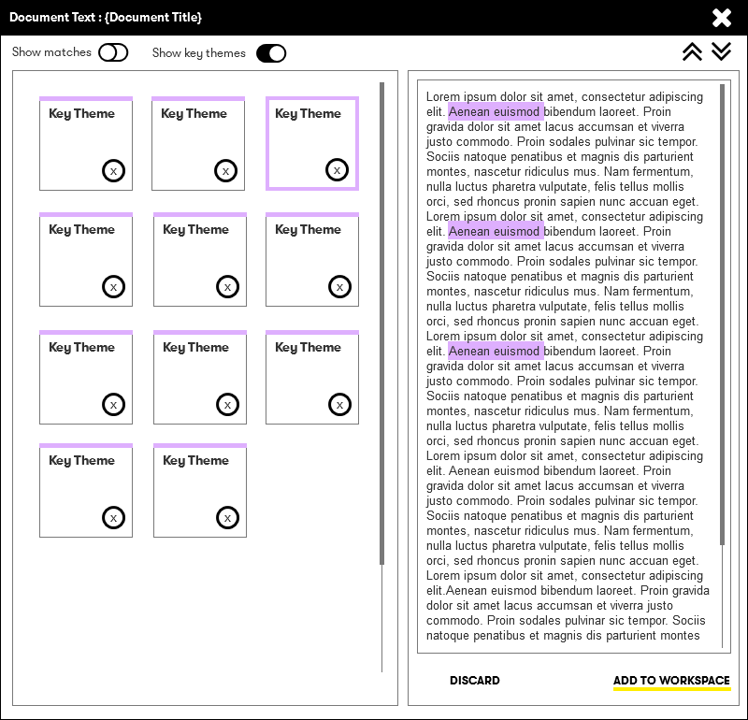 Document Text : {Document Title}
Show matches
Show key themes
Key Theme
x
Key Theme
x
Key Theme
x
Key Theme
x
Key Theme
x
Key Theme
x
Key Theme
x
Key Theme
x
Key Theme
x
Key Theme
x
Key Theme
x
Lorem ipsum dolor sit amet, consectetur adipiscing
elit. Aenean euismod bibendum laoreet. Proin
gravida dolor sit amet lacus accumsan et viverra
justo commodo. Proin sodales pulvinar sic tempor.
Sociis natoque penatibus et magnis dis parturient
montes, nascetur ridiculus mus. Nam fermentum,
nulla luctus pharetra vulputate, felis tellus mollis
orci, sed rhoncus pronin sapien nunc accuan eget.
Lorem ipsum dolor sit amet, consectetur adipiscing
elit. Aenean euismod bibendum laoreet. Proin
gravida dolor sit amet lacus accumsan et viverra
justo commodo. Proin sodales pulvinar sic tempor.
Sociis natoque penatibus et magnis dis parturient
montes, nascetur ridiculus mus. Nam fermentum,
nulla luctus pharetra vulputate, felis tellus mollis
orci, sed rhoncus pronin sapien nunc accuan eget.
Lorem ipsum dolor sit amet, consectetur adipiscing
elit. Aenean euismod bibendum laoreet. Proin
gravida dolor sit amet lacus accumsan et viverra
justo commodo. Proin sodales pulvinar sic tempor.
Sociis natoque penatibus et magnis dis parturient
montes, nascetur ridiculus mus. Nam fermentum,
nulla luctus pharetra vulputate, felis tellus mollis
orci, sed rhoncus pronin sapien nunc accuan eget.
Lorem ipsum dolor sit amet, consectetur adipiscing
elit. Aenean euismod bibendum laoreet. Proin
gravida dolor sit amet lacus accumsan et viverra
justo commodo. Proin sodales pulvinar sic tempor.
Sociis natoque penatibus et magnis dis parturient
montes, nascetur ridiculus mus. Nam fermentum,
nulla luctus pharetra vulputate, felis tellus mollis
orci, sed rhoncus pronin sapien nunc accuan eget.
Lorem ipsum dolor sit amet, consectetur adipiscing
elit.Aenean euismod bibendum laoreet. Proin gravida
dolor sit amet lacus accumsan et viverra justo
commodo. Proin sodales pulvinar sic tempor. Sociis
natoque penatibus et magnis dis parturient montes
DISCARD
ADD TO WORKSPACE